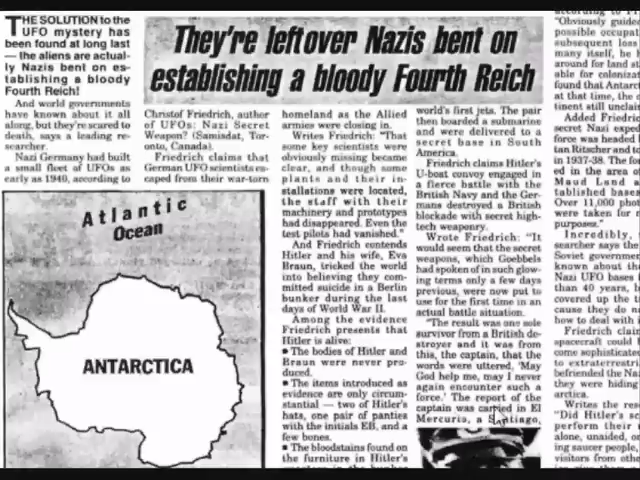 THE SOLUTION to the
UFO mystery has
been found at long last
— the aliens are actual-
ly Nazis bent on es-
tablishing a bloody
Fourth Reich!
And world governments
have known about it all
along, but they're scared to
death, says a leading re-
searcher.
Nazi Germany had built
a small fleet of UFOs as
early as 1940, according to
They're leftover Nazis bent on
establishing a bloody Fourth Reich
Christof Friedrich, author
of UFOs: Nazi Secret
Weapon? (Samisdat, Tor-
onto, Canada).
Friedrich claims that
German UFO scientists es-
caped from their war-torn
homeland as the Allied
armies were closing in.
Writes Friedrich: "That
some key scientists were
obviously missing became
clear, and though some
plants and their in-
stallations were located,
the staff with their
machinery and prototypes
had disappeared. Even the
test pilots had vanished."
And Friedrich contends
Hitler and his wife, Eva
Braun, tricked the world
into believing they com-
mitted suicide in a Berlin
bunker during the last
days of World War II.
Among the evidence
Friedrich presents that
Hitler is alive:
■ The bodies of Hitler and
Braun were never pro-
duced.
■ The items introduced as
evidence are only circum-
stantial — two of Hitler's
hats, one pair of panties
with the initials EB, and a
few bones.
■ The bloodstains found on
the furniture in Hitler's
world's first jets. The pair
then boarded a submarine
and were delivered to a
secret base in South
America.
Friedrich claims Hitler's
U-boat convoy engaged in
a fierce battle with the
British Navy and the Ger-
mans destroyed a British
blockade with secret high-
tech weaponry.
Wrote Friedrich: "It
would seem that the secret
weapons, which Goebbels
had spoken of in such glow-
ing terms only a few days
previous, were now put to
use for the first time in an
actual battle situation.
"The result was one sole
survivor from a British de-
stroyer and it was from
this, the captain, that the
words were uttered, 'May
God help me, may I never
again encounter such a
force.' The report of the
captain was carried in El
Mercurio, a Santiago,
according to
"Obviously guided
possible occupat
subsequent loss
many itself, he
around for land st
able for colonizat
found that Antarct
at that time, the c
tinent still unclai
Added Friedric
secret Nazi exped
force was headed
tan Ritscher and to
in 1937-38. The fo
ed in the area of
Maud Land
tablished bases
Over 11,000 phot
were taken for
purposes."
Incredibly,
searcher says the
Soviet government
known about the
Nazi UFO bases
than 40 years, b
covered up the
cause they do n
how to deal with i
Friedrich clai
spacecraft could
come sophisticate
to extraterrestri
befriended the Naz
they were hiding
arctica.
Writes the res
"Did Hitler's sc
perform their
alone, unaided, or
ing saucer people,
visitors from othe
Atlantic
Ocean
ANTARCTICA